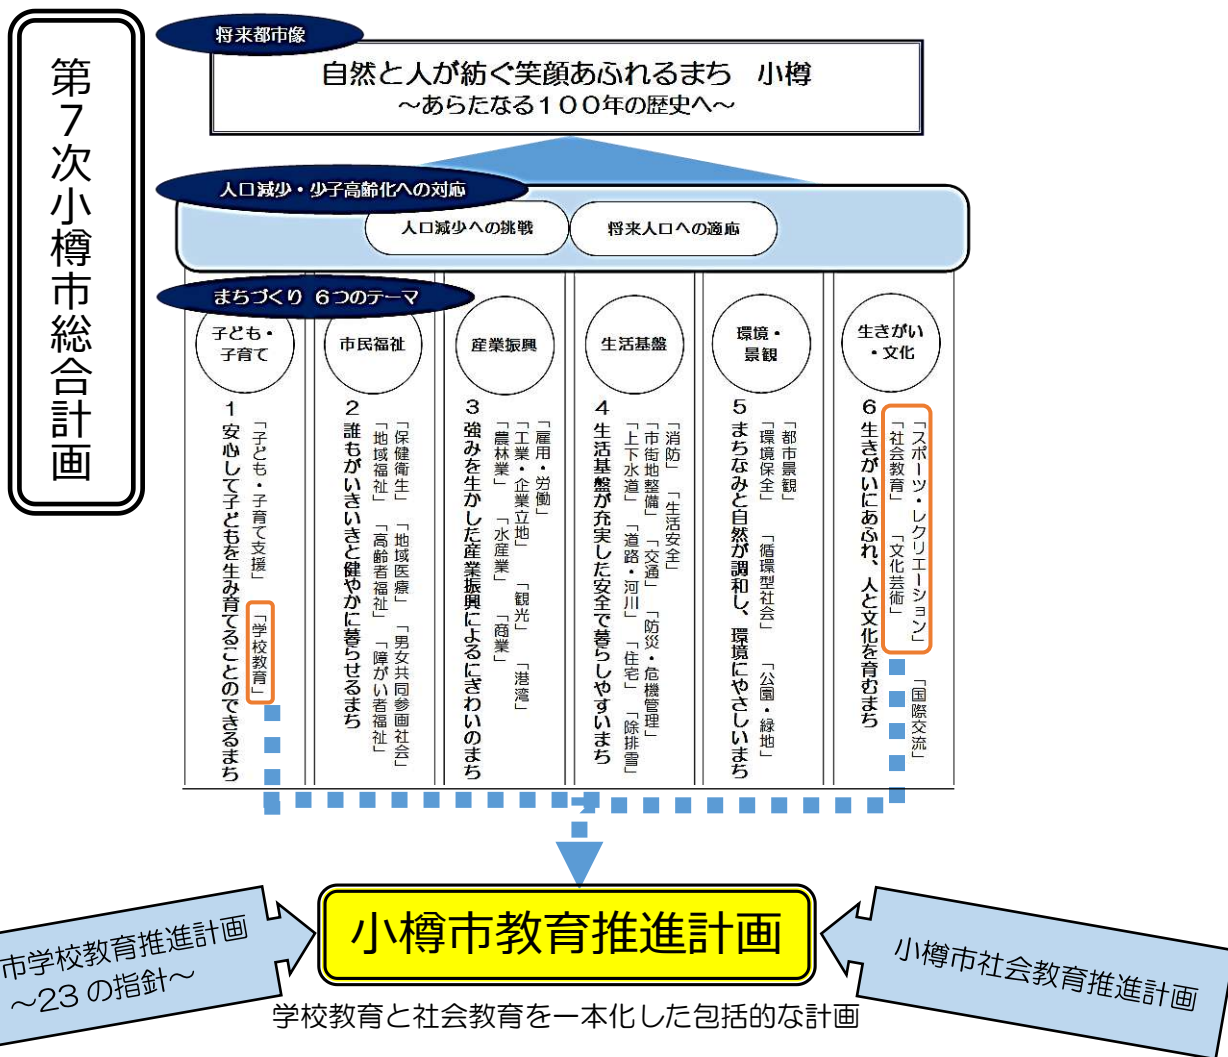 第7次小樽市総合計画
将来都市像
自然と人が紡ぐ笑顔あふれるまち 小樽
~あらたなる100年の歴史へ~
人口減少・少子高齢化への対応
人口減少への挑戦
将来人口への適応
まちづくり 6つのテーマ
子ども・
子育て
1 安心して子どもを生み育てることのできるまち
「子ども・子育て支援」 「学校教育」
市民福祉
2 誰もがいきいきと健やかに暮らせるまち
「地域福祉」 「高齢者福祉」 「障がい者福祉」
「保健衛生」 「地域医療」 「男女共同参画社会」
産業振興
3 強みを生かした産業振興によるにぎわいのまち
「農林業」 「水産業」 「商業」
「工業・企業立地」 「観光」 「港湾」
「雇用・労働」
生活基盤
4 生活基盤が充実した安全で暮らしやすいまち
「上下水道」 「道路・河川」 「住宅」 「除排雪」
「市街地整備」 「交通」 「防災・危機管理」
「消防」 「生活安全」
環境・
景観
5 まちなみと自然が調和し、環境にやさしいまち
「環境保全」 「循環型社会」 「公園・緑地」
「都市景観」
生きがい
・文化
6 生きがいにあふれ、人と文化を育むまち
「社会教育」 「文化芸術」
「スポーツ・レクリエーション」 「国際交流」
市学校教育推進計画
~23の指針~
小樽市教育推進計画
小樽市社会教育推進計画
学校教育と社会教育を一本化した包括的な計画